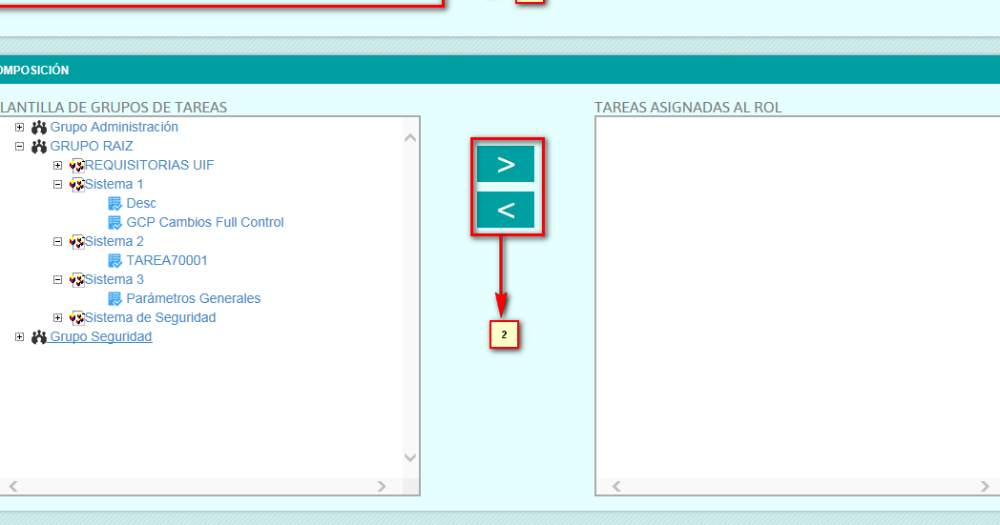 OMPOSICIÓN
LANTILLA DE GRUPOS DE TAREAS
Grupo Administración
GRUPO RAIZ
REQUISITORIAS UIF
Sistema 1
Desc
GCP Cambios Full Control
Sistema 2
TAREA70001
Sistema 3
Parámetros Generales
Sistema de Seguridad
Grupo Seguridad
>
<
2
TAREAS ASIGNADAS AL ROL